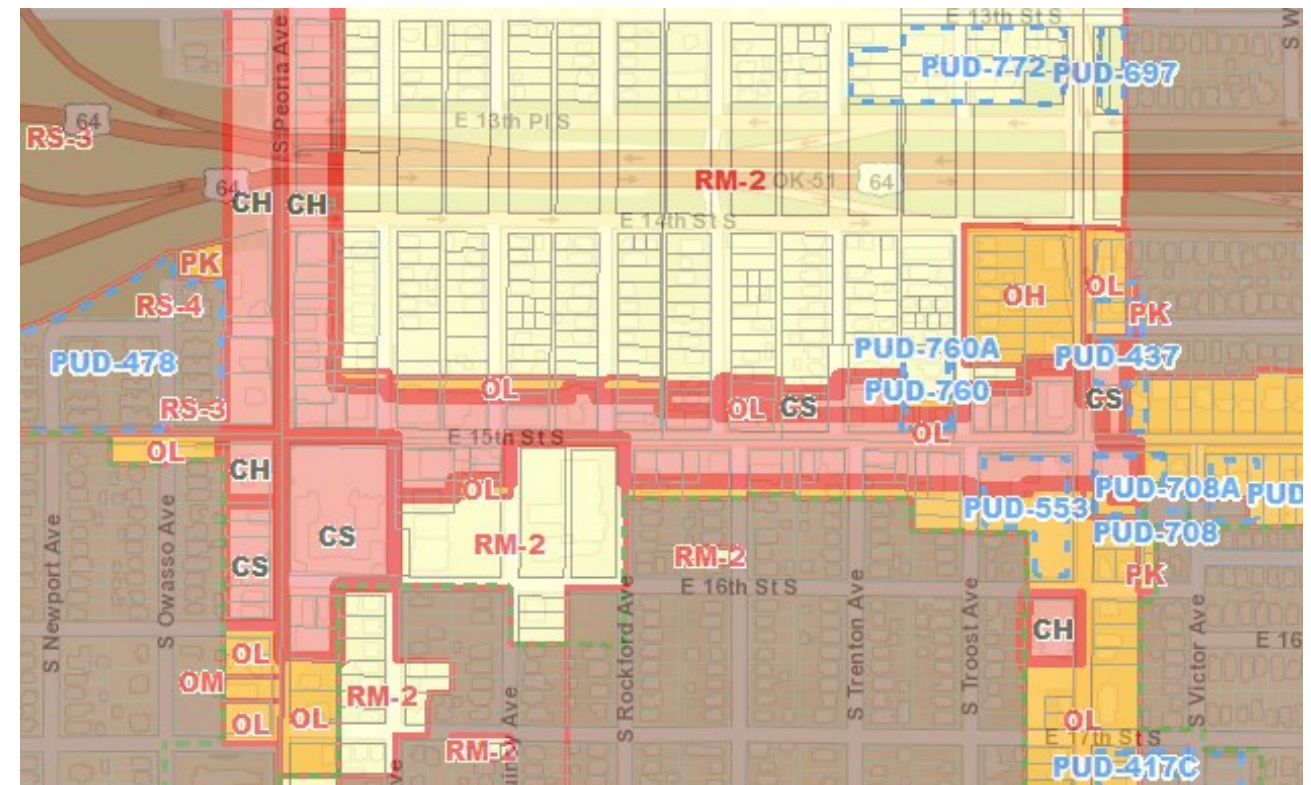 E 13th St S
S W
S Peoria Ave
PUD-772
PUD-697
E 13th Pl S
64
RS-3
RM-2
OK-51
64
64
CH
CH
E 14th St S
PK
OH
OL
RS-4
PK
PUD-478
PUD-760A
PUD-437
OL
PUD-760
RS-3
OL
CS
CS
OL
E 15th St S
OL
CH
OL
PUD-708A
PUD
PUD-553
CS
RM-2
RM-2
PUD-708
CS
PK
E 16th St S
S Newport Ave
S Owasso Ave
S Rockford Ave
S Trenton Ave
S Troost Ave
S Victor Ave
CH
E 16
OL
OM
RM-2
OL
OL
OL
E 17th St S
RM-2
uincy Ave
ve
PUD-417C